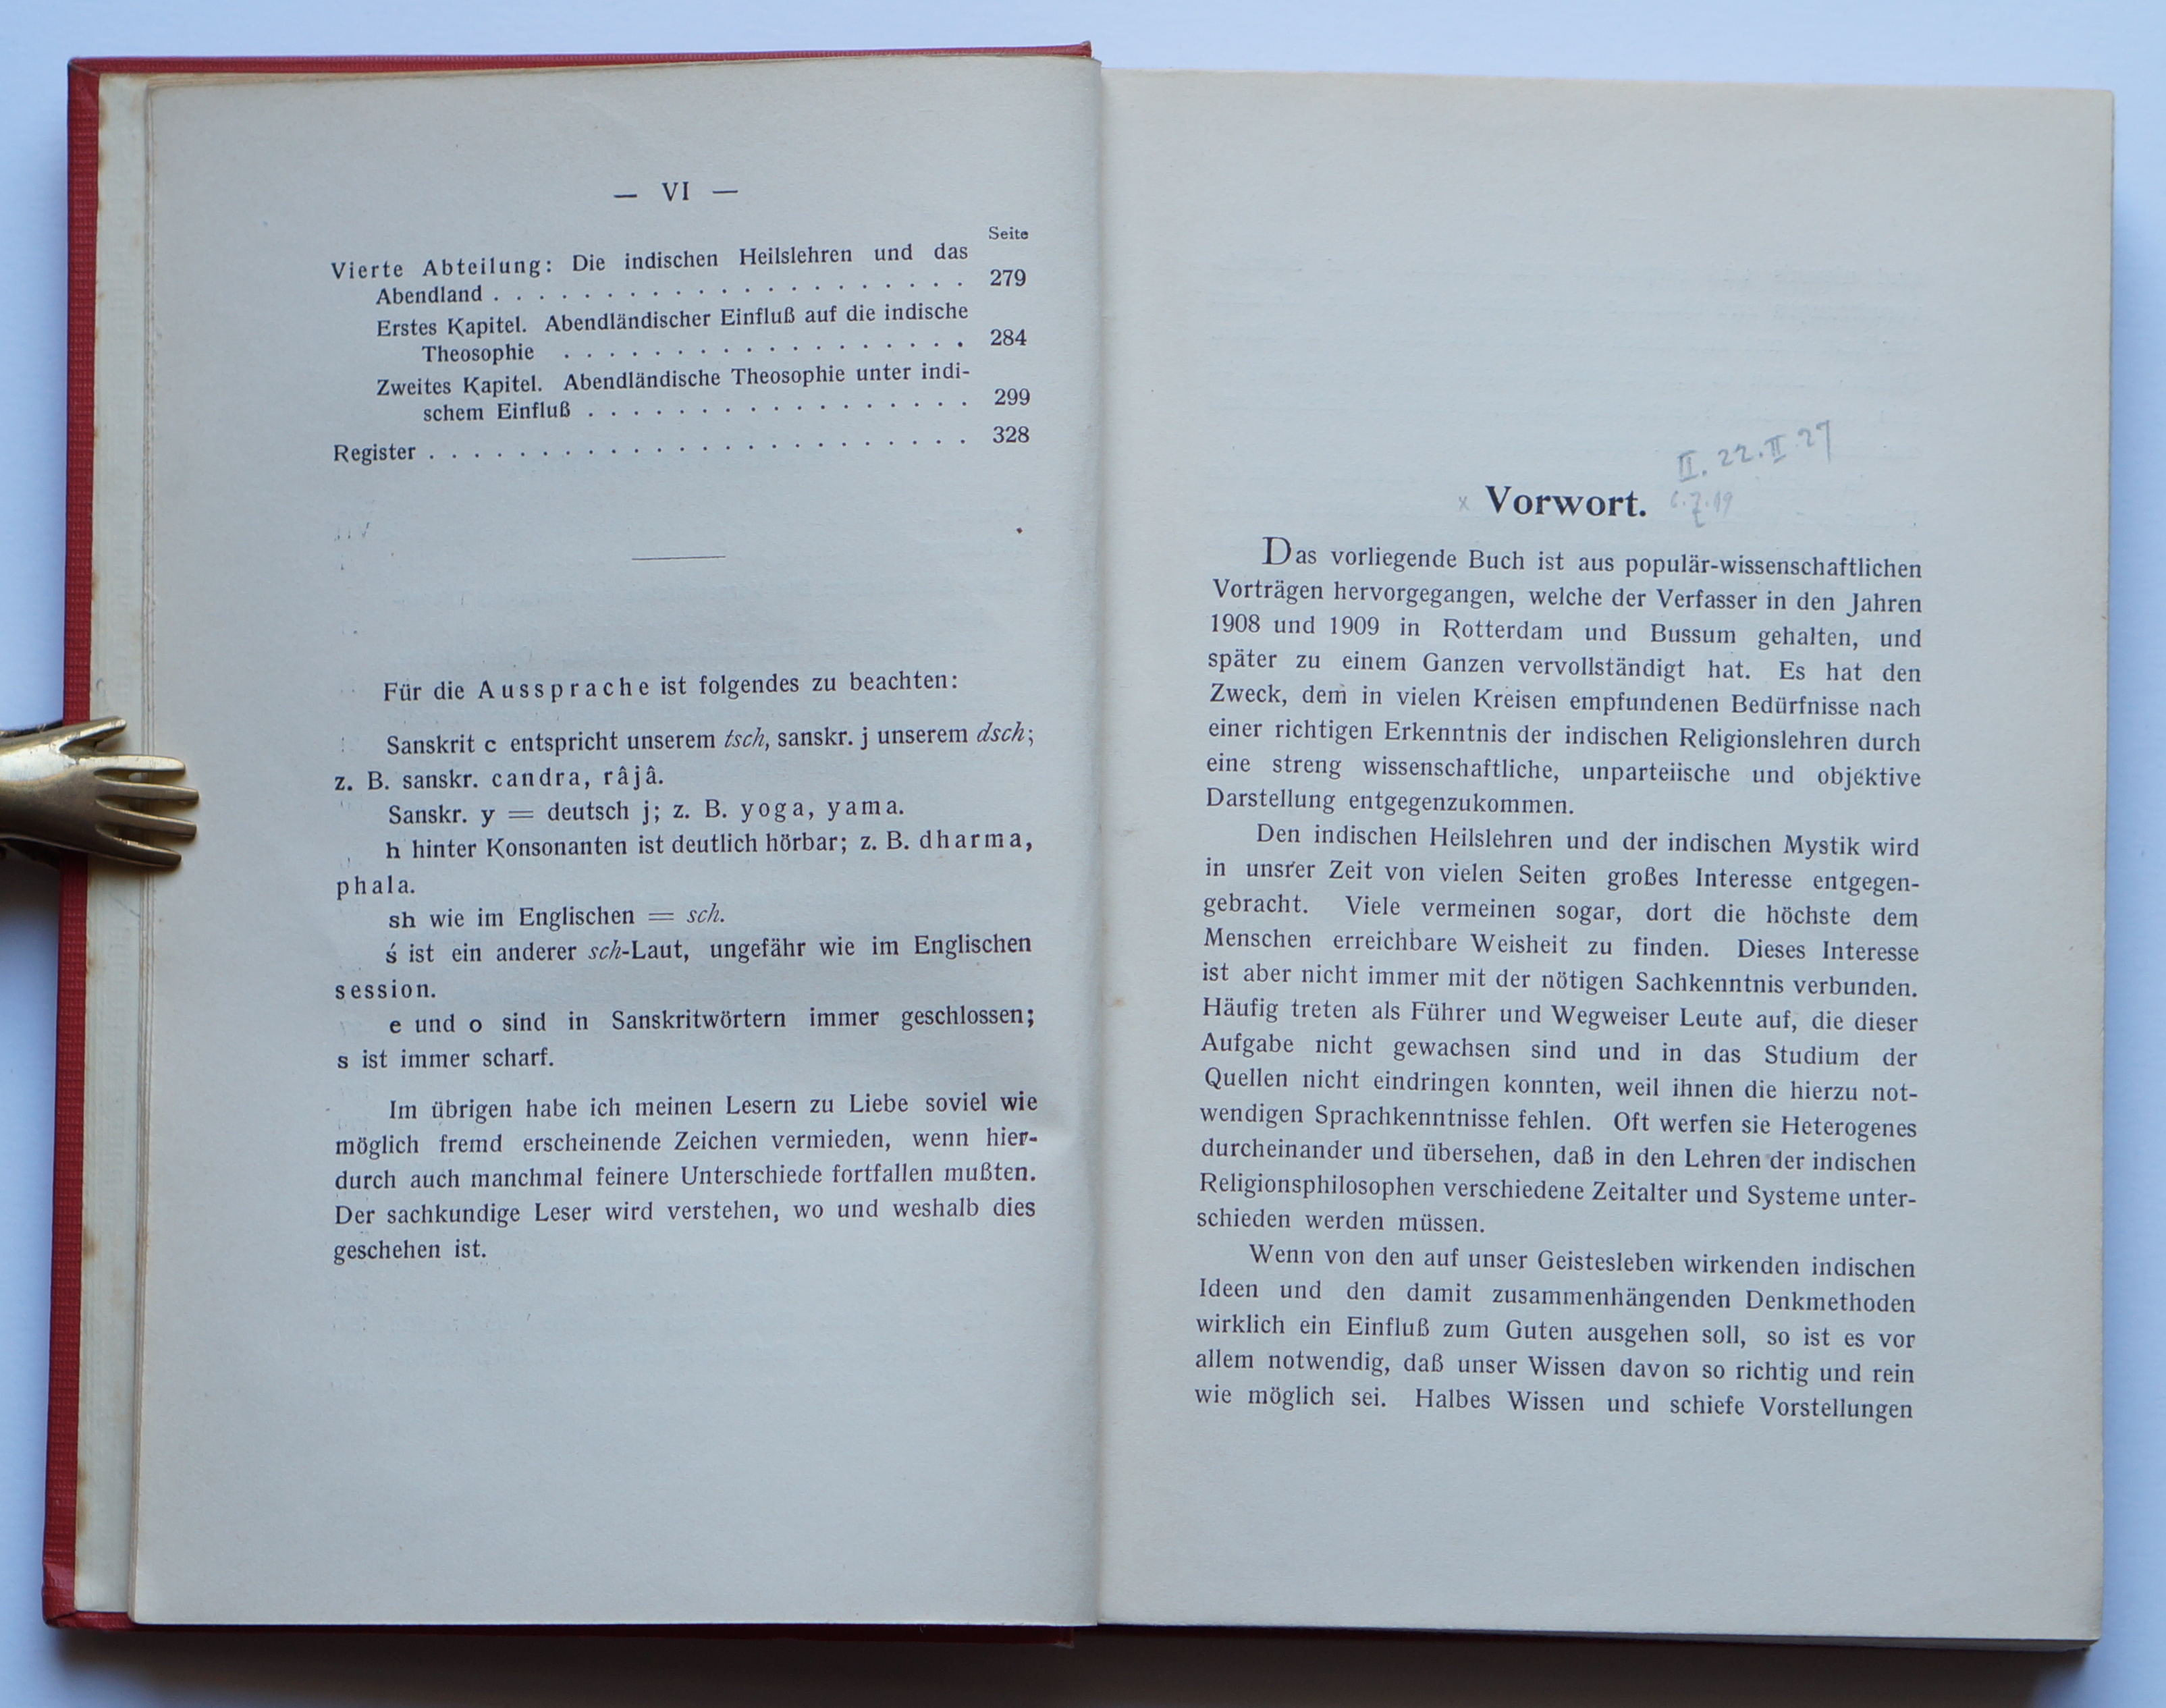 — VI —
Seite
Vierte Abteilung: Die indischen Heilslehren und das
Abendland . . . . . . . . . . . . . . . . . . . . . 279
Erstes Kapitel. Abendländischer Einfluß auf die indische
Theosophie . . . . . . . . . . . . . . . . . . 284
Zweites Kapitel. Abendländische Theosophie unter indi-
schem Einfluß . . . . . . . . . . . . . . . . . 299
Register . . . . . . . . . . . . . . . . . . . . . . . . 328
Für die Aussprache ist folgendes zu beachten:
Sanskrit c entspricht unserem tsch, sanskr. j unserem dsch;
z. B. sanskr. candra, râjâ.
Sanskr. y = deutsch j; z. B. yoga, yama.
h hinter Konsonanten ist deutlich hörbar; z. B. dharma,
phala.
sh wie im Englischen = sch.
ś ist ein anderer sch-Laut, ungefähr wie im Englischen
session.
e und o sind in Sanskritwörtern immer geschlossen;
s ist immer scharf.
Im übrigen habe ich meinen Lesern zu Liebe soviel wie
möglich fremd erscheinende Zeichen vermieden, wenn hier-
durch auch manchmal feinere Unterschiede fortfallen mußten.
Der sachkundige Leser wird verstehen, wo und weshalb dies
geschehen ist.
II. 22. II 27
x Vorwort.
Das vorliegende Buch ist aus populär-wissenschaftlichen
Vorträgen hervorgegangen, welche der Verfasser in den Jahren
1908 und 1909 in Rotterdam und Bussum gehalten, und
später zu einem Ganzen vervollständigt hat. Es hat den
Zweck, dem in vielen Kreisen empfundenen Bedürfnisse nach
einer richtigen Erkenntnis der indischen Religionslehren durch
eine streng wissenschaftliche, unparteiische und objektive
Darstellung entgegenzukommen.
Den indischen Heilslehren und der indischen Mystik wird
in unsrer Zeit von vielen Seiten großes Interesse entgegen-
gebracht. Viele vermeinen sogar, dort die höchste dem
Menschen erreichbare Weisheit zu finden. Dieses Interesse
ist aber nicht immer mit der nötigen Sachkenntnis verbunden.
Häufig treten als Führer und Wegweiser Leute auf, die dieser
Aufgabe nicht gewachsen sind und in das Studium der
Quellen nicht eindringen konnten, weil ihnen die hierzu not-
wendigen Sprachkenntnisse fehlen. Oft werfen sie Heterogenes
durcheinander und übersehen, daß in den Lehren der indischen
Religionsphilosophen verschiedene Zeitalter und Systeme unter-
schieden werden müssen.
Wenn von den auf unser Geistesleben wirkenden indischen
Ideen und den damit zusammenhängenden Denkmethoden
wirklich ein Einfluß zum Guten ausgehen soll, so ist es vor
allem notwendig, daß unser Wissen davon so richtig und rein
wie möglich sei. Halbes Wissen und schiefe Vorstellungen